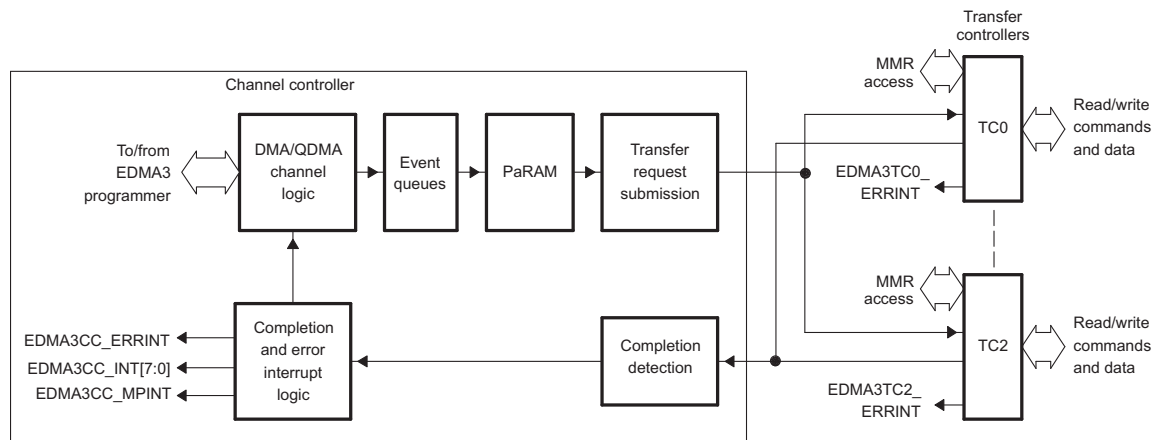 Transfer
controllers
MMR
access
TC0
Read/write
commands
and data
EDMA3TC0_
ERRINT
Channel controller
To/from
EDMA3
programmer
DMA/QDMA
channel
logic
Event
queues
PaRAM
Transfer
request
submission
MMR
access
TC2
Read/write
commands
and data
EDMA3TC2_
ERRINT
EDMA3CC_ERRINT
EDMA3CC_INT[7:0]
EDMA3CC_MPINT
Completion
and error
interrupt
logic
Completion
detection